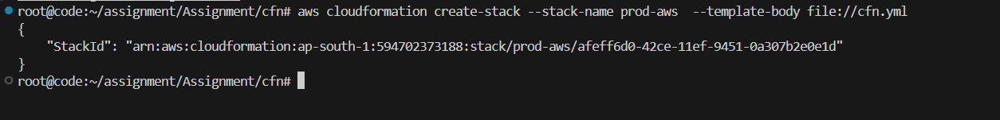 root@code:~/assignment/Assignment/cfn# aws cloudformation create-stack --stack-name prod-aws  --template-body file://cfn.yml
{
    "StackId": "arn:aws:cloudformation:ap-south-1:594702373188:stack/prod-aws/afeff6d0-42ce-11ef-9451-0a307b2e0e1d"
}
root@code:~/assignment/Assignment/cfn#